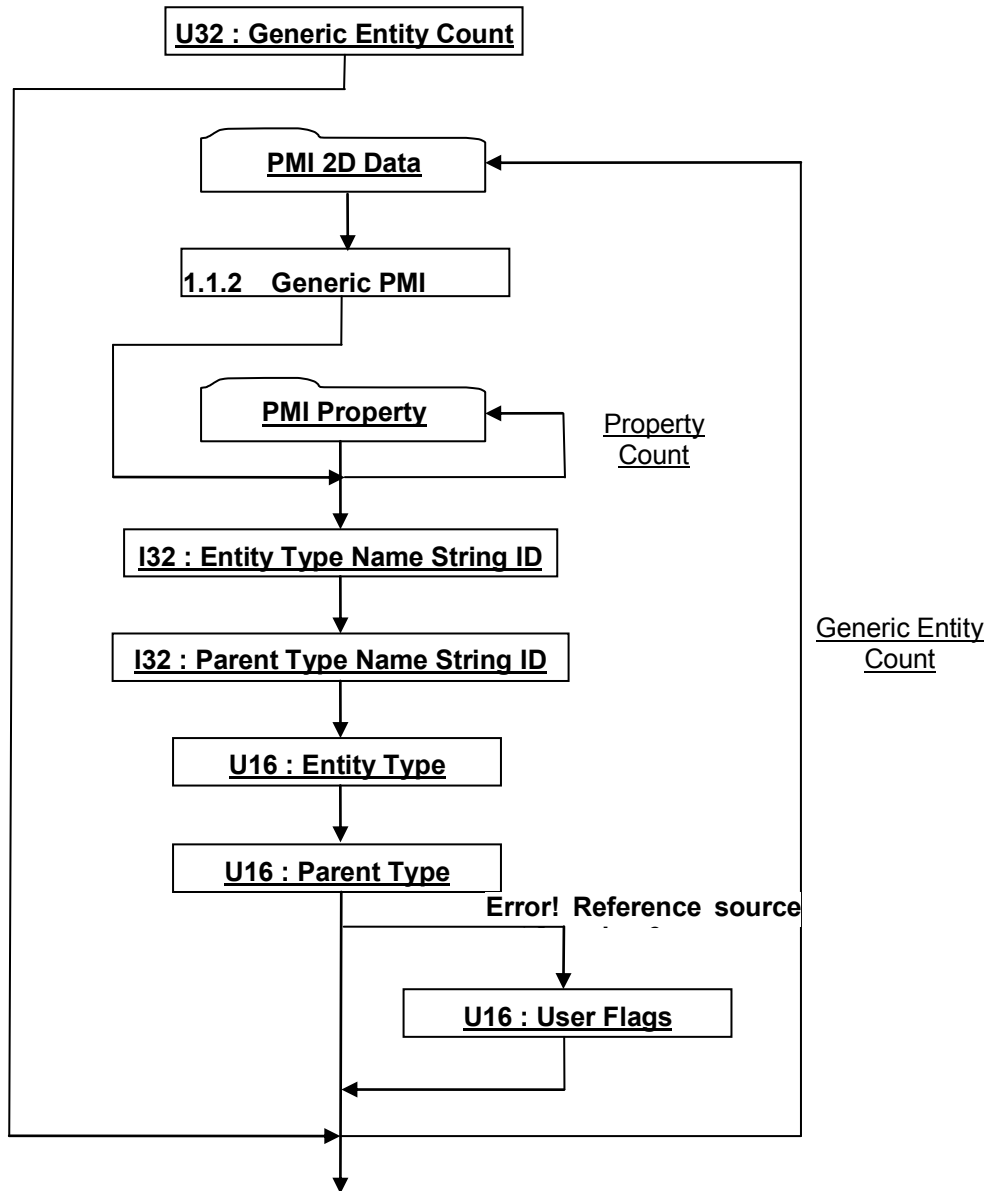 U32 : Generic Entity Count
PMI 2D Data
1.1.2 Generic PMI
PMI Property
Property
Count
I32 : Entity Type Name String ID
I32 : Parent Type Name String ID
Generic Entity
Count
U16 : Entity Type
U16 : Parent Type
Error! Reference source
U16 : User Flags